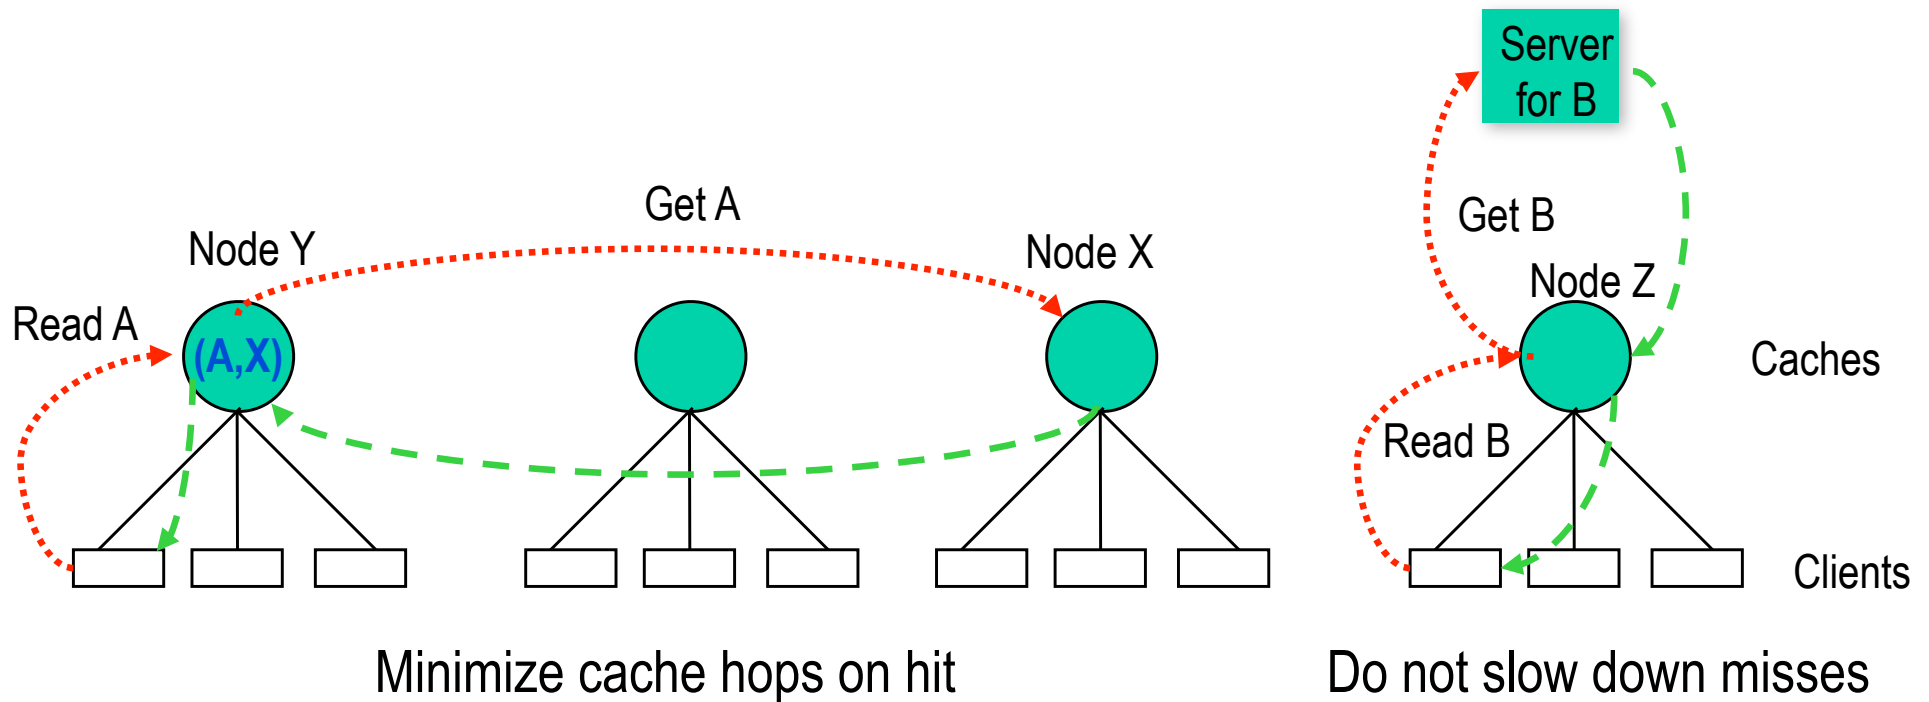 Server
for B
Get A
Get B
Node Y
Node X
Node Z
Read A
(A,X)
Caches
Read B
Clients
Minimize cache hops on hit
Do not slow down misses